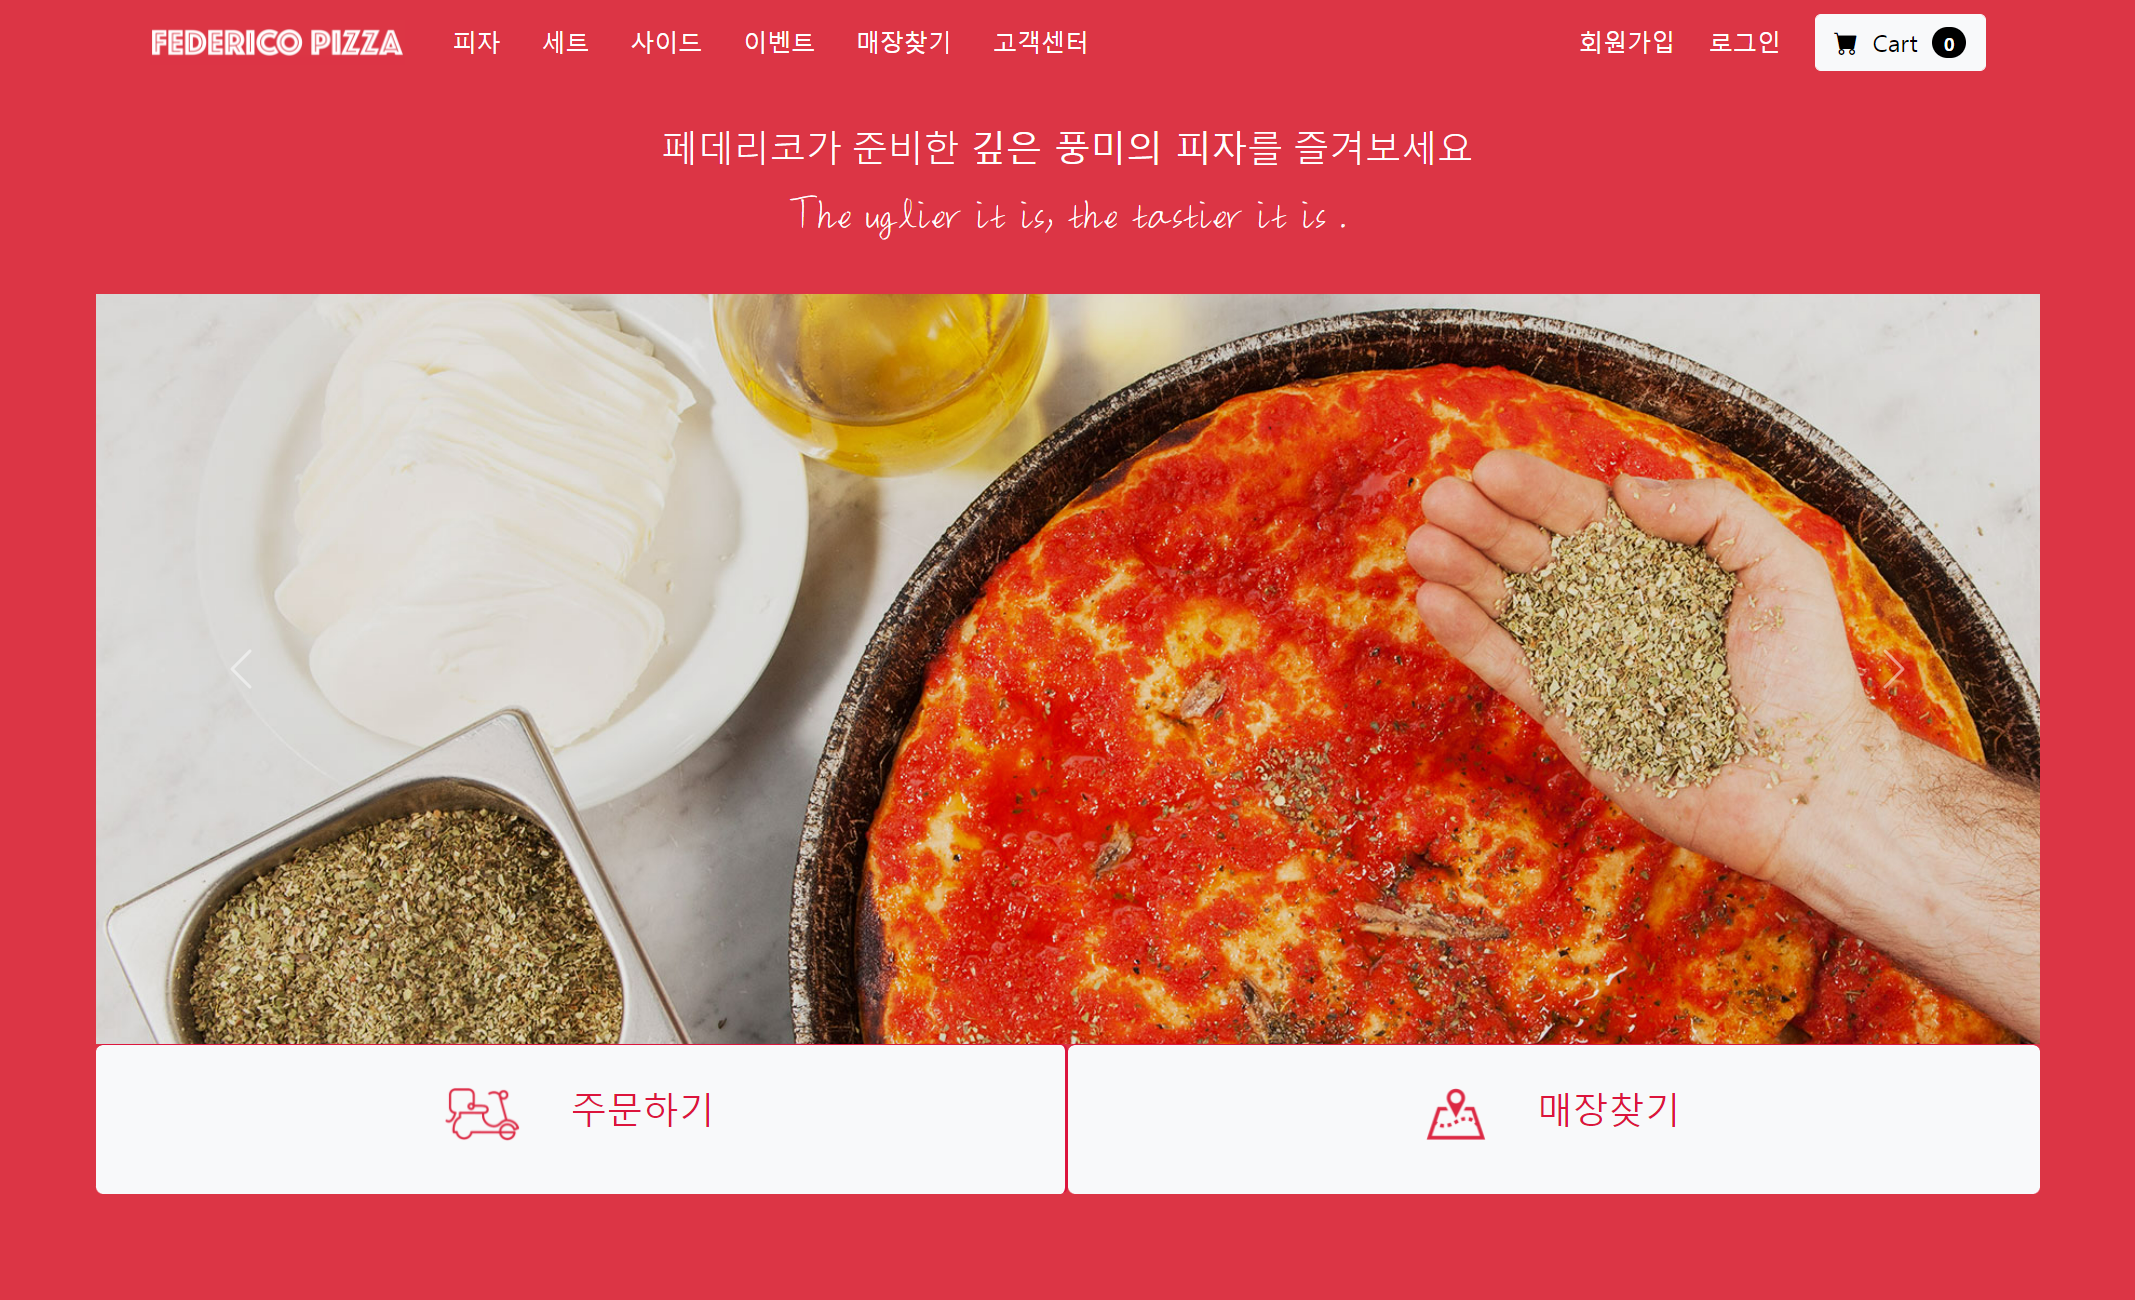 FEDERICO PIZZA 피자 세트 사이드 이벤트 매장찾기 고객센터 회원가입 로그인 Cart 0
페데리코가 준비한 깊은 풍미의 피자를 즐겨보세요
The uglier it is, the tastier it is .
주문하기 매장찾기